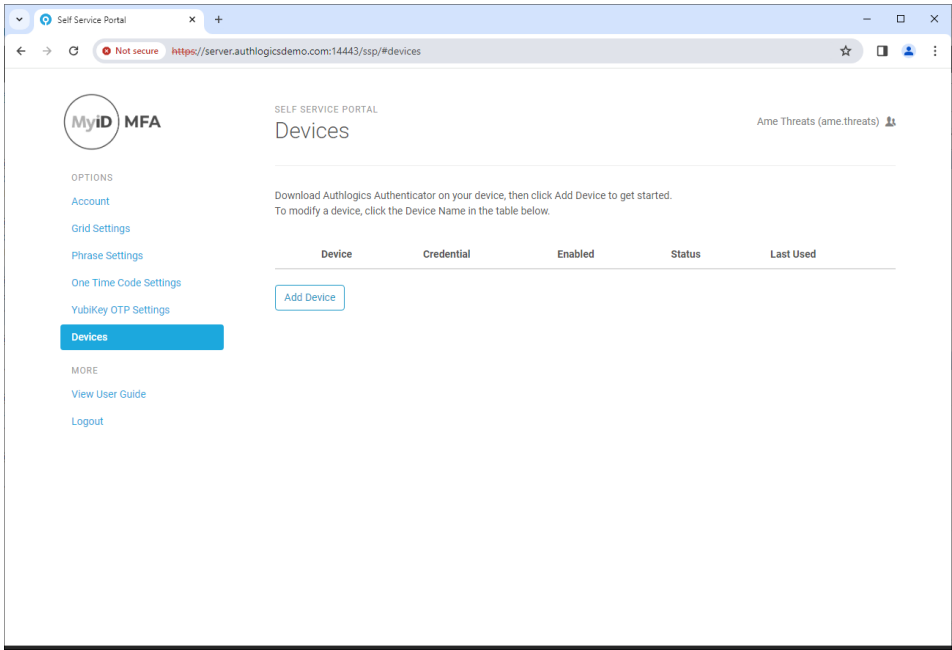 Self Service Portal
Not secure https://server.authlogicsdemo.com:14443/ssp/#devices
MyiD MFA
OPTIONS
Account
Grid Settings
Phrase Settings
One Time Code Settings
YubiKey OTP Settings
Devices
MORE
View User Guide
Logout
SELF SERVICE PORTAL
Devices
Ame Threats (ame.threats)
Download Authlogics Authenticator on your device, then click Add Device to get started.
To modify a device, click the Device Name in the table below.
Device Credential Enabled Status Last Used
Add Device